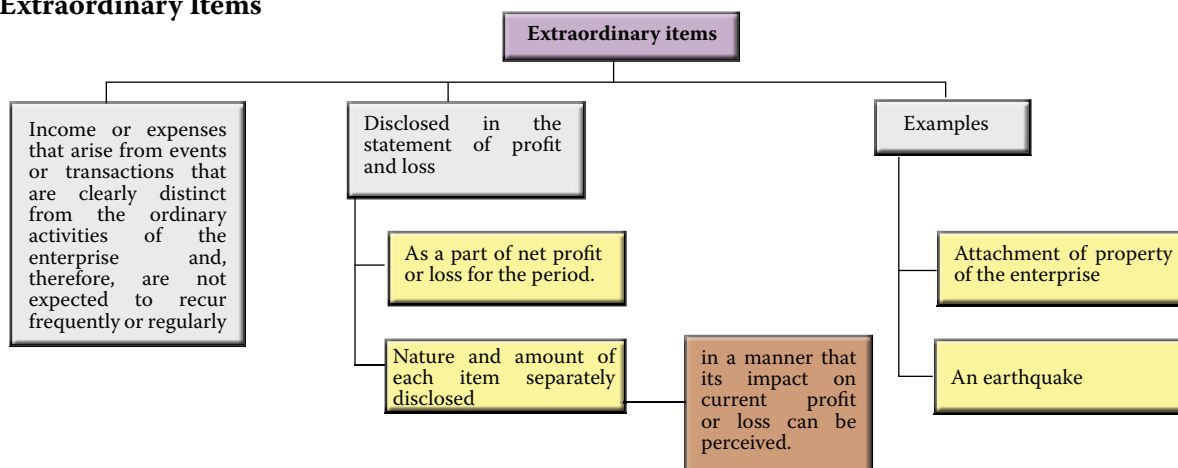 Extraordinary Items
Extraordinary items
Income or expenses
that arise from events
or transactions that
are clearly distinct
from the ordinary
activities of the
enterprise and,
therefore, are not
expected to recur
frequently or regularly
Disclosed in the
statement of profit
and loss
As a part of net profit
or loss for the period.
Nature and amount of
each item separately
disclosed
in a manner that
its impact on
current profit
or loss can be
perceived.
Examples
Attachment of property
of the enterprise
An earthquake